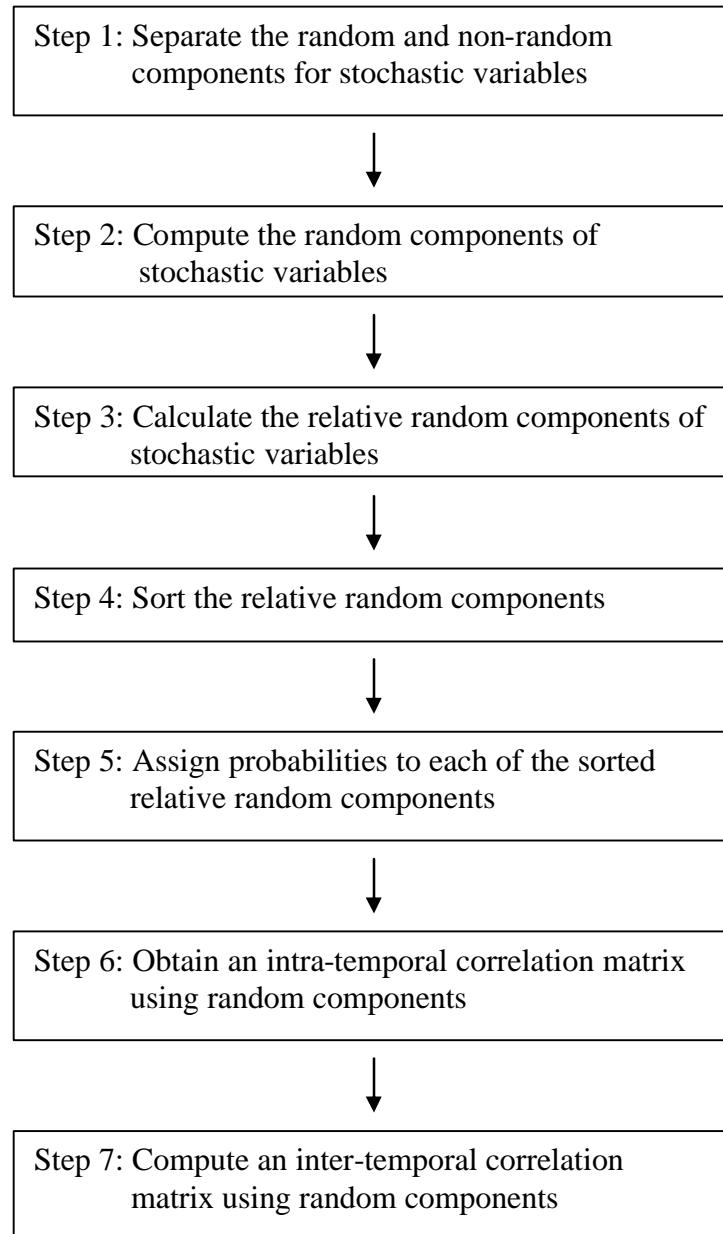 Step 1: Separate the random and non-random
components for stochastic variables
Step 2: Compute the random components of
stochastic variables
Step 3: Calculate the relative random components of
stochastic variables
Step 4: Sort the relative random components
Step 5: Assign probabilities to each of the sorted
relative random components
Step 6: Obtain an intra-temporal correlation matrix
using random components
Step 7: Compute an inter-temporal correlation
matrix using random components